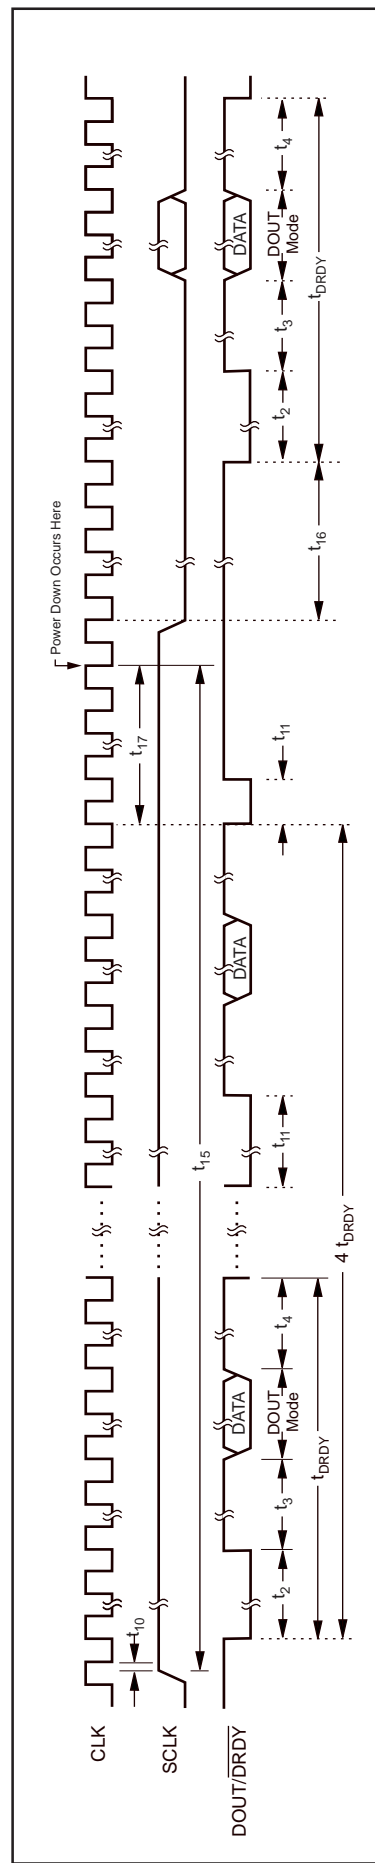 Power Down Occurs Here
CLK
t10
t17
SCLK
t15
DOUT/DRDY
DATA
DATA
DATA
t11
t11
t2
t3
DOUT
Mode
t4
t16
t2
t3
DOUT
Mode
t4
tDRDY
tDRDY
4 tDRDY